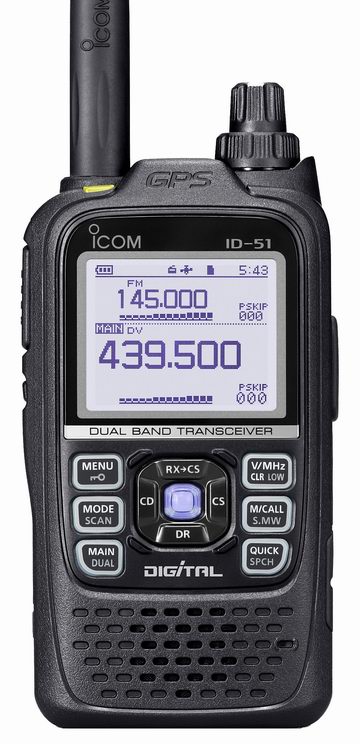 iCOM
GPS
iCOM ID-51
5:43
FM
145.000
PSKIP
000
MAIN DV
439.500
PSKIP
000
DUAL BAND TRANSCEIVER
MENU
RX→CS
V/MHz
CLR LOW
MODE
SCAN
CD
CS
M/CALL
S.MW
MAIN
DUAL
DR
QUICK
SPCH
DIGITAL